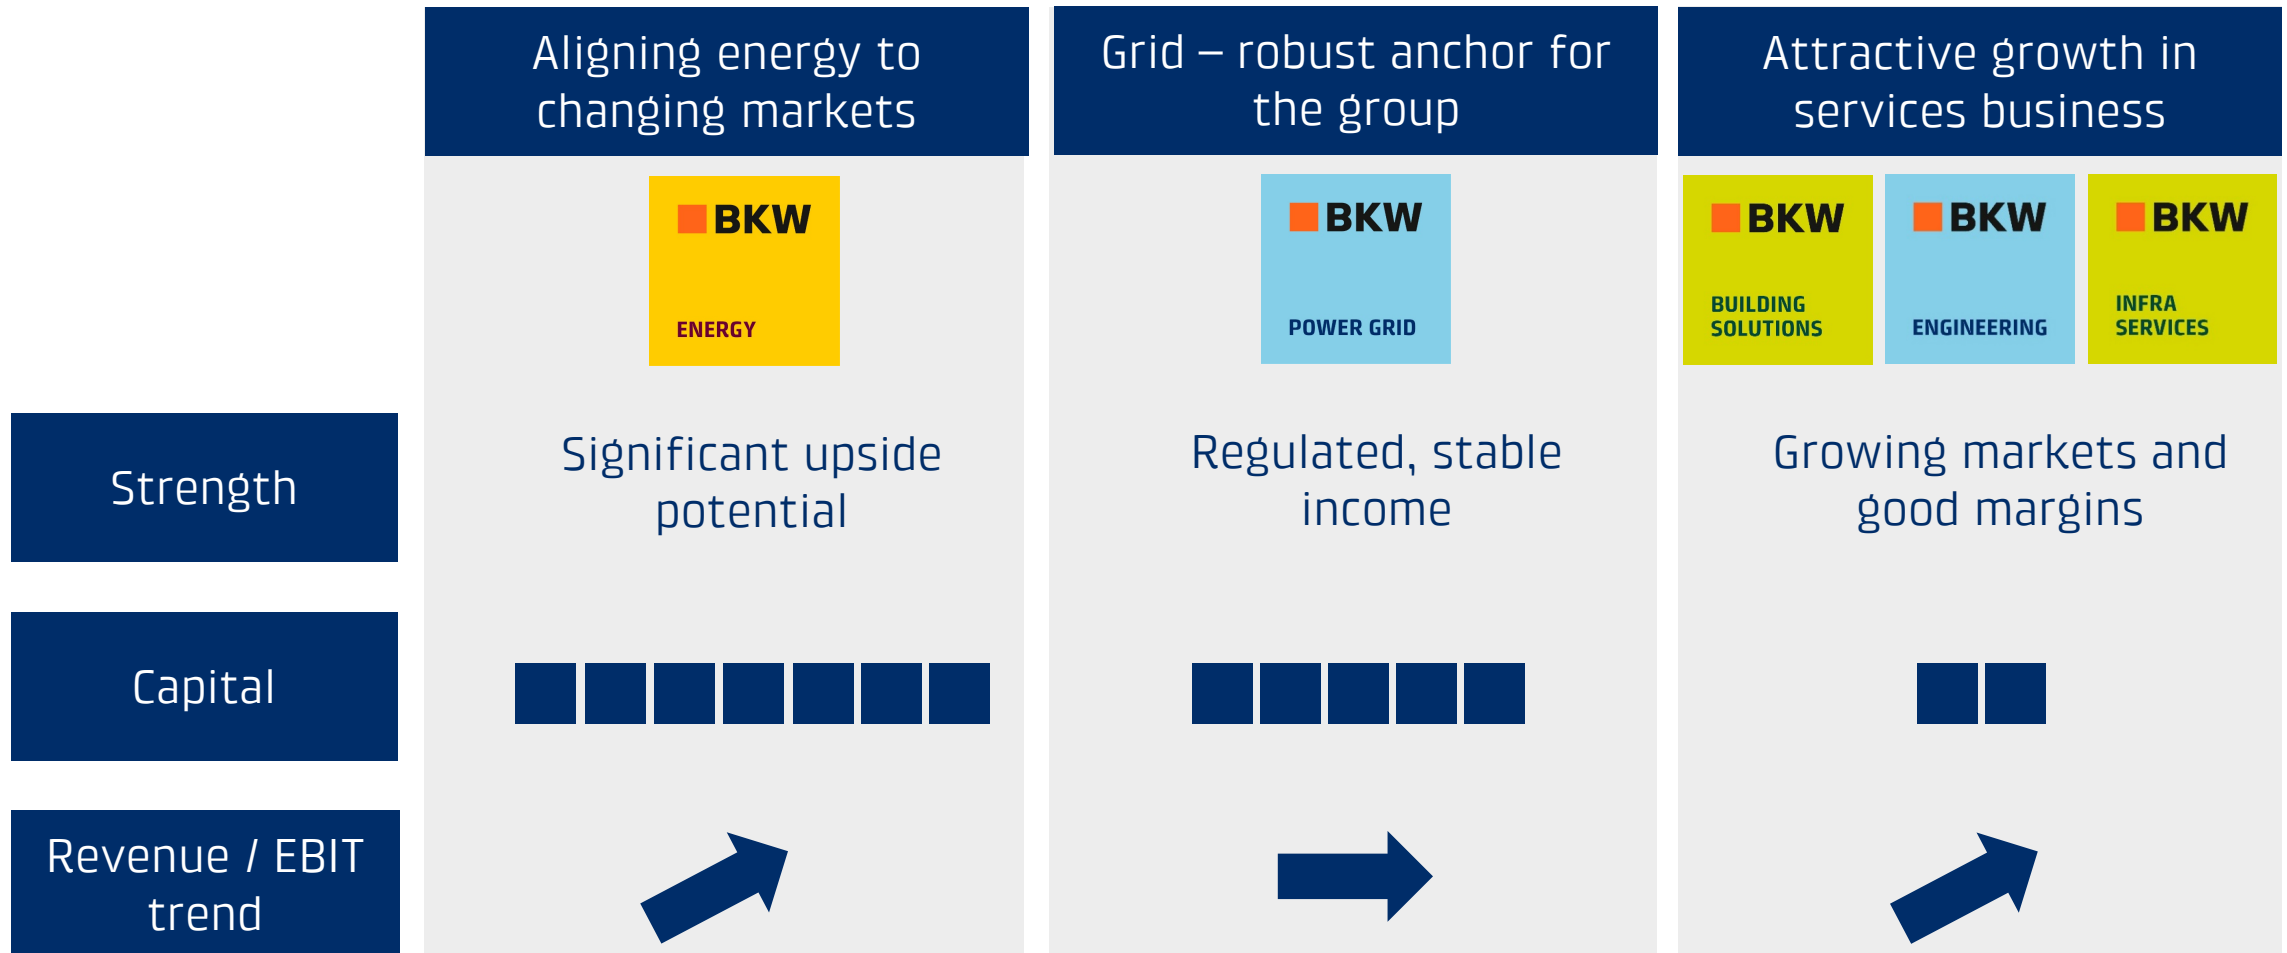 Aligning energy to
changing markets
Grid – robust anchor for
the group
Attractive growth in
services business
BKW
ENERGY
BKW
POWER GRID
BKW
BUILDING
SOLUTIONS
BKW
ENGINEERING
BKW
INFRA
SERVICES
Strength
Significant upside
potential
Regulated, stable
income
Growing markets and
good margins
Capital
Revenue / EBIT
trend